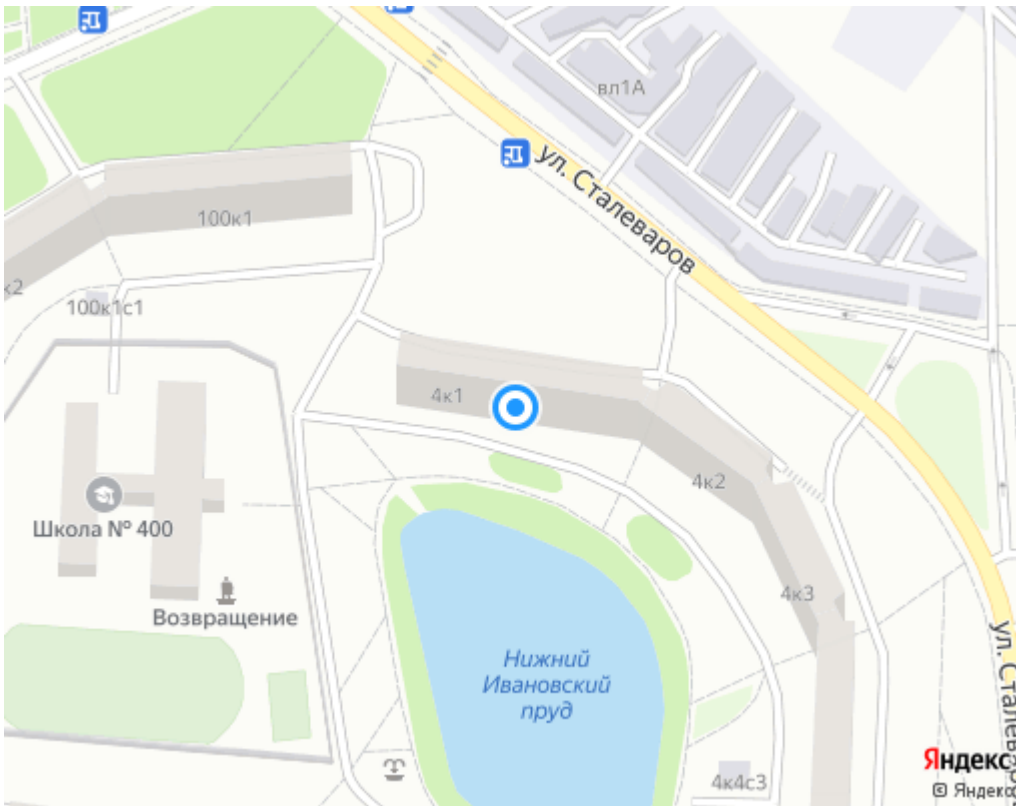 вл1А
ул. Сталеваров
100к1
к2
100к1с1
4к1
4к2
Школа № 400
4к3
Возвращение
Нижний
Ивановский
пруд
ул. Сталеваров
4к4с3
Яндекс
© Яндекс